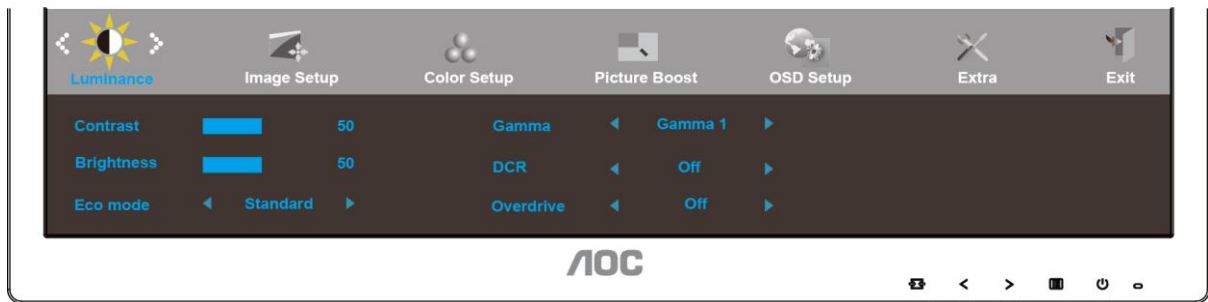 Luminance Image Setup Color Setup Picture Boost OSD Setup Extra Exit
Contrast 50 Gamma Gamma 1
Brightness 50 DCR Off
Eco mode Standard Overdrive Off
AOC